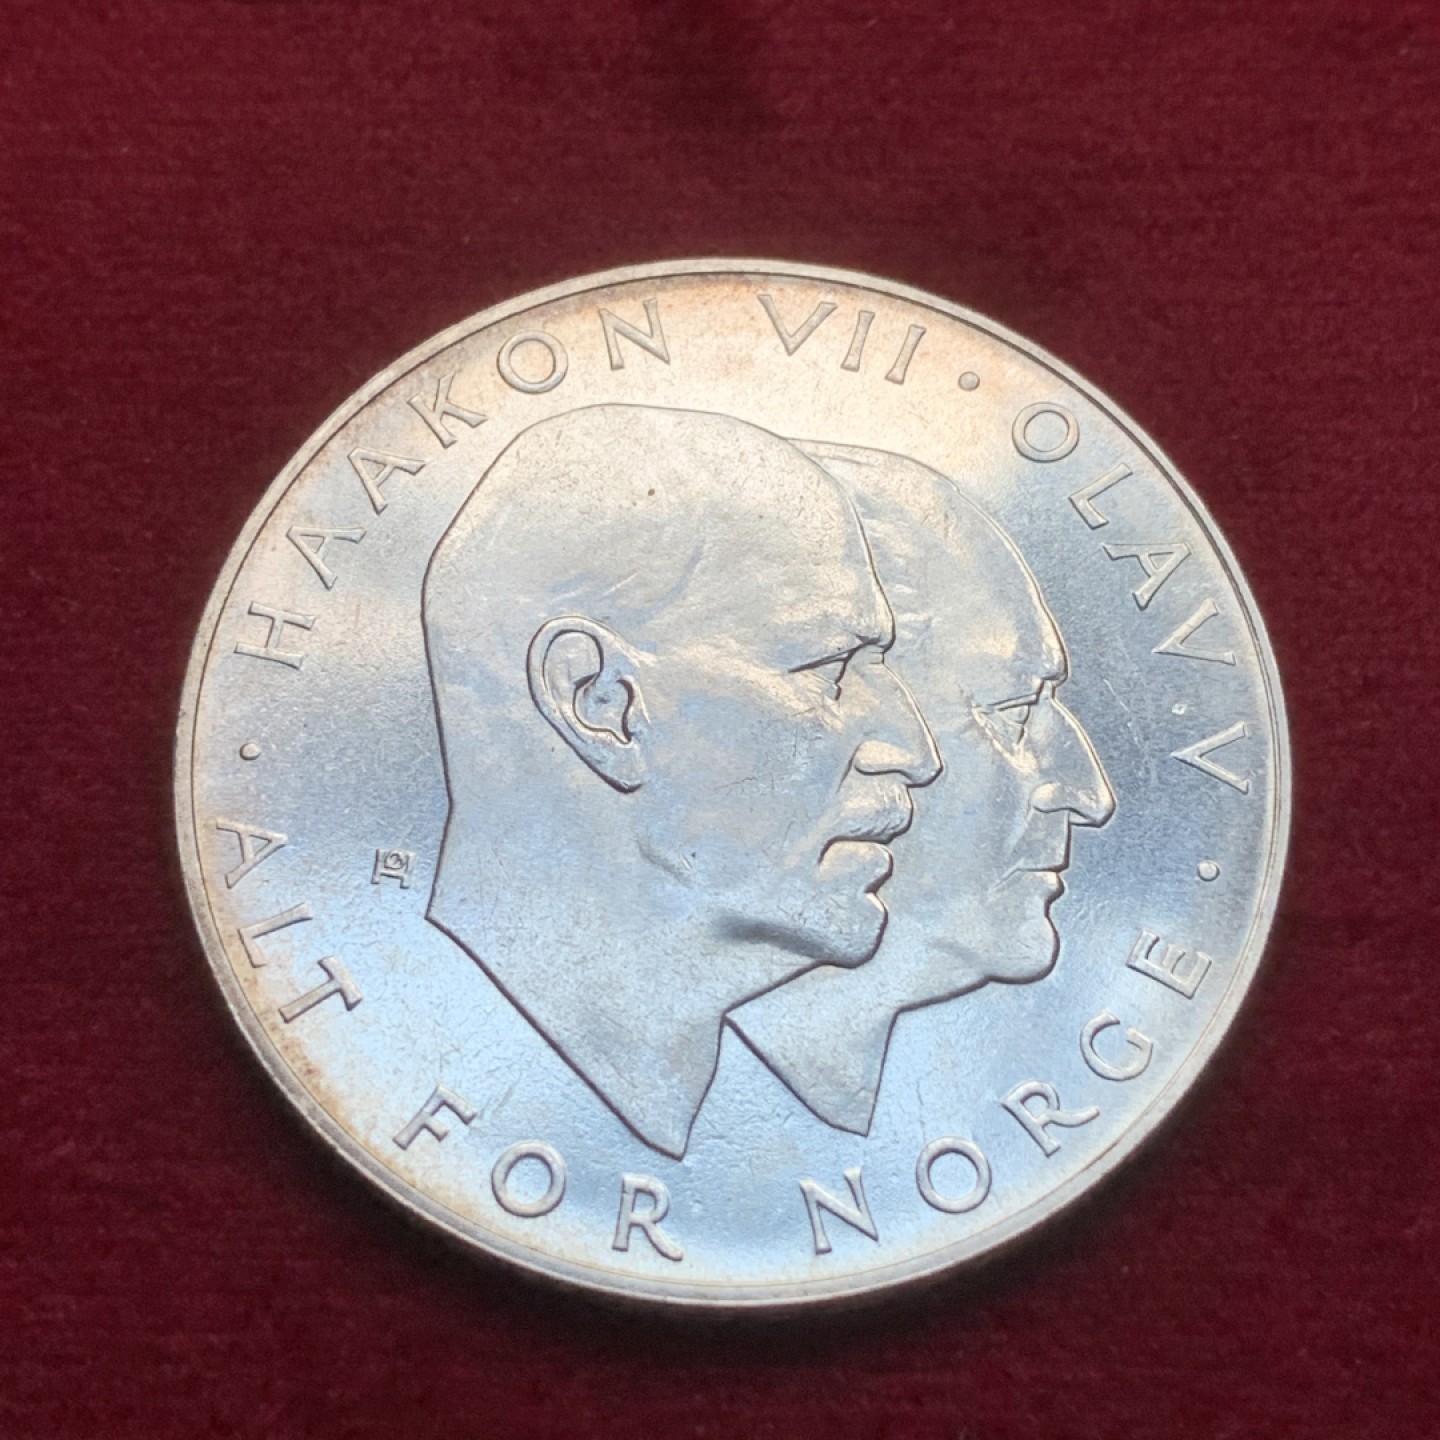 · HAAKON VII · OLAV · V ·
ALT FOR NORGE